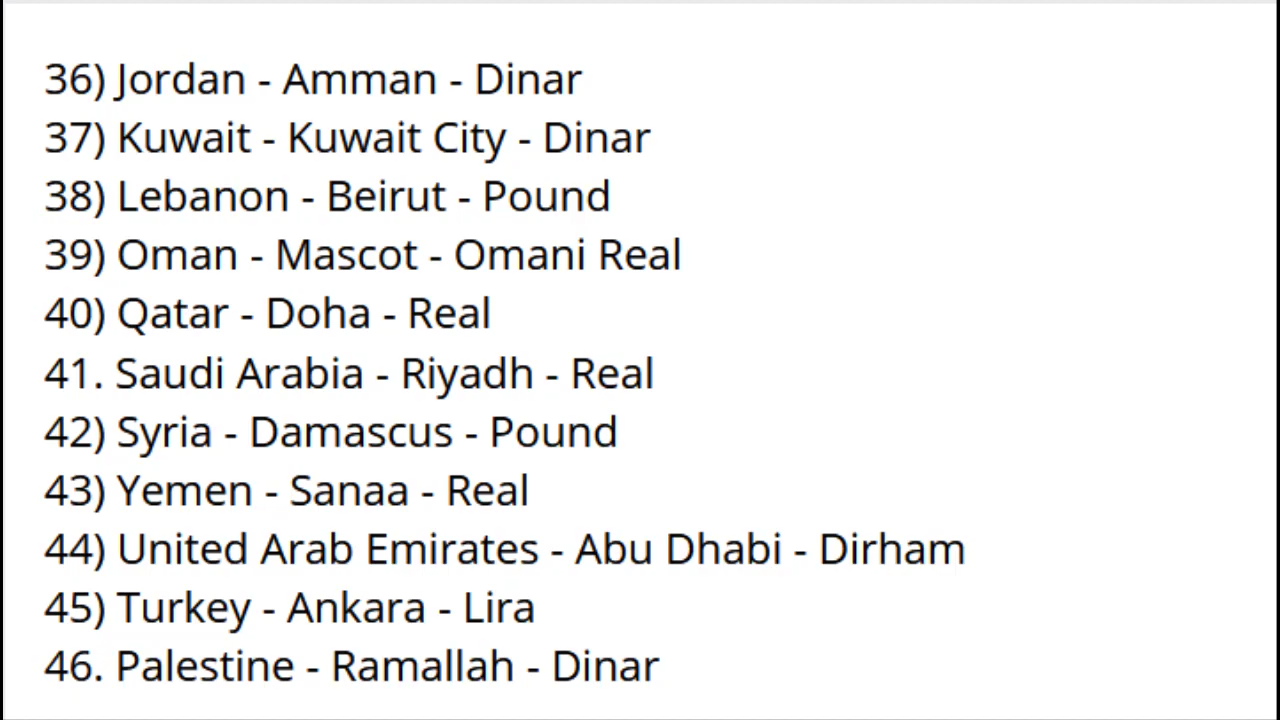 36) Jordan - Amman - Dinar
37) Kuwait - Kuwait City - Dinar
38) Lebanon - Beirut - Pound
39) Oman - Mascot - Omani Real
40) Qatar - Doha - Real
41. Saudi Arabia - Riyadh - Real
42) Syria - Damascus - Pound
43) Yemen - Sanaa - Real
44) United Arab Emirates - Abu Dhabi - Dirham
45) Turkey - Ankara - Lira
46. Palestine - Ramallah - Dinar